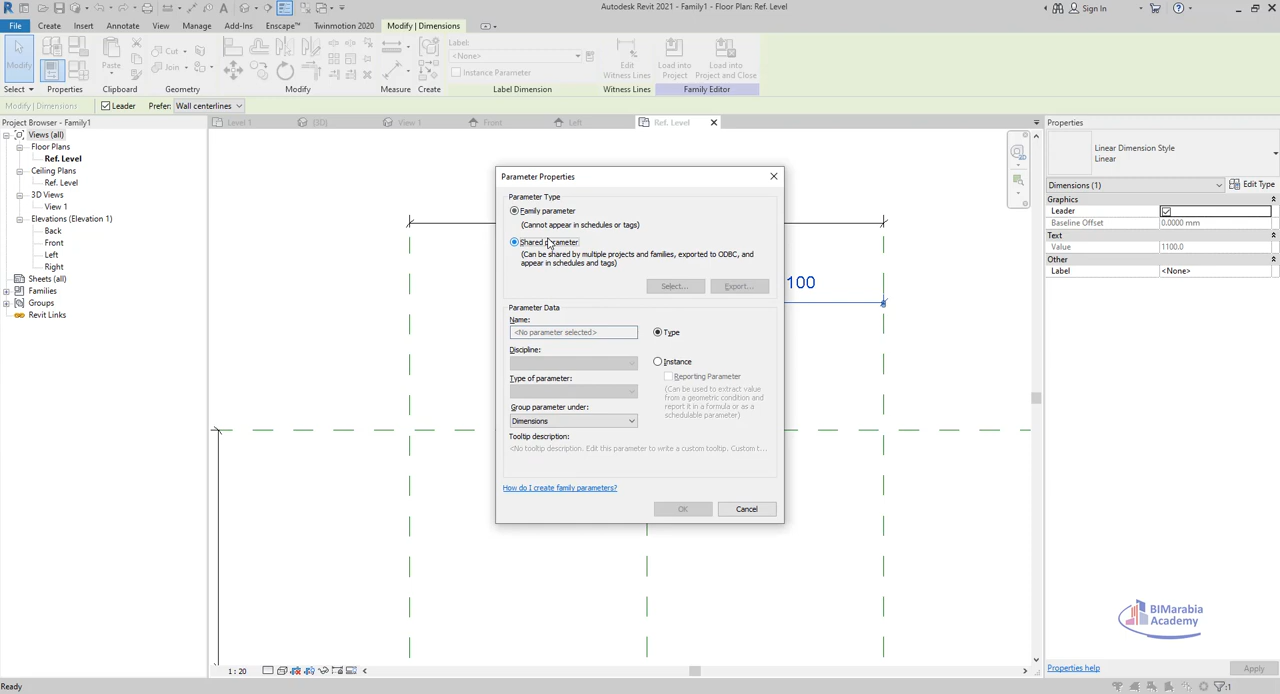 Autodesk Revit 2021 - Family1 - Floor Plan: Ref. Level
Sign In
File Create Insert Annotate View Manage Add-Ins Enscape™ Twinmotion 2020 Modify | Dimensions
Modify
Paste
Cut
Join
Label:
<None>
Instance Parameter
Edit
Witness Lines
Load into
Project
Load into
Project and Close
Select Properties Clipboard Geometry Modify Measure Create Label Dimension Witness Lines Family Editor
Modify | Dimensions Leader Prefer: Wall centerlines
Project Browser - Family1
Views (all)
Floor Plans
Ref. Level
Ceiling Plans
Ref. Level
3D Views
View 1
Elevations (Elevation 1)
Back
Front
Left
Right
Sheets (all)
Families
Groups
Revit Links
Level 1 {3D} View 1 Front Left Ref. Level
1100
Parameter Properties
Parameter Type
Family parameter
(Cannot appear in schedules or tags)
Shared parameter
(Can be shared by multiple projects and families, exported to ODBC, and
appear in schedules and tags)
Select... Export...
Parameter Data
Name:
<No parameter selected>
Type
Discipline:
Instance
Type of parameter:
Reporting Parameter
(Can be used to extract value
from a geometric condition and
report it in a formula or as a
schedulable parameter)
Group parameter under:
Dimensions
Tooltip description:
<No tooltip description. Edit this parameter to write a custom tooltip. Custom t...
How do I create family parameters?
OK Cancel
Properties
Linear Dimension Style
Linear
Dimensions (1) Edit Type
Graphics
Leader
Baseline Offset 0.0000 mm
Text
Value 1100.0
Other
Label <None>
BIMarabia
Academy
Properties help Apply
1 : 20
Ready
:1